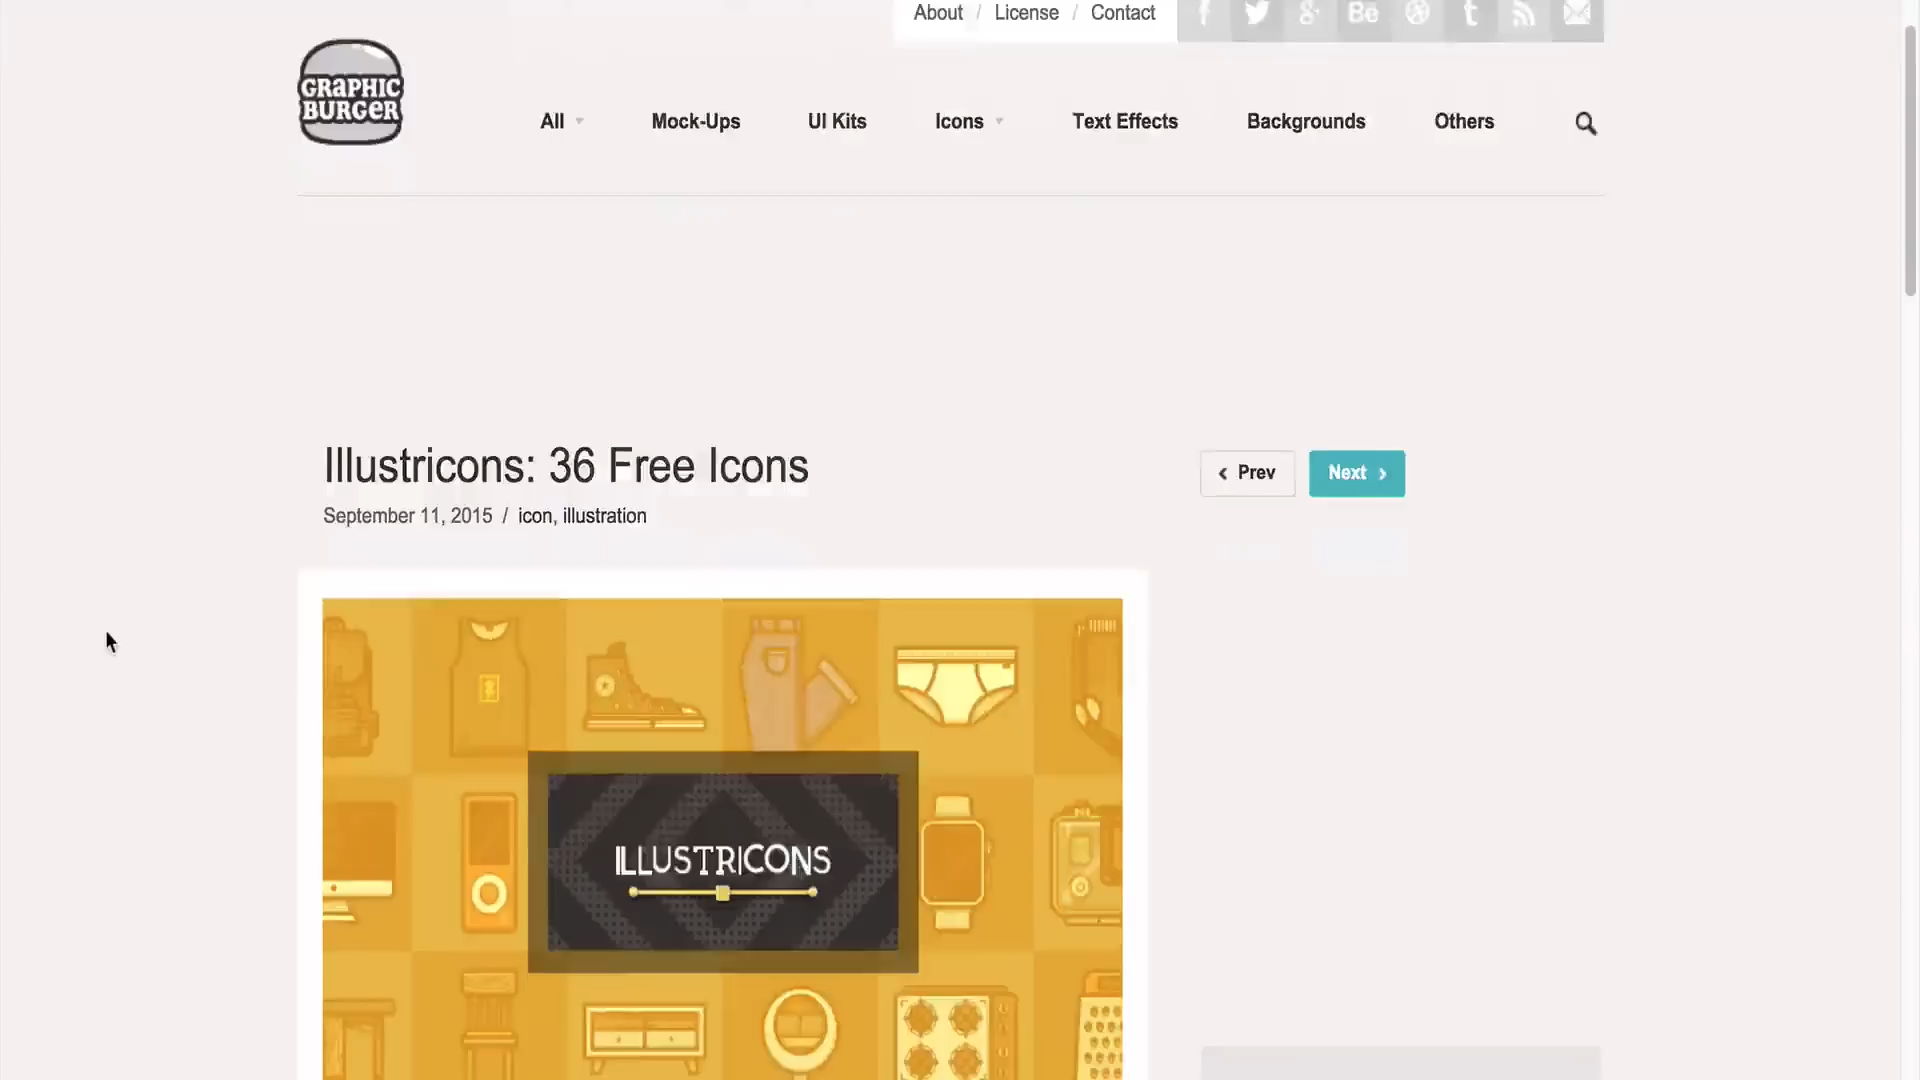 About / License / Contact
GRAPHIC
BURGER
All
Mock-Ups
UI Kits
Icons
Text Effects
Backgrounds
Others
Illustricons: 36 Free Icons
September 11, 2015 / icon, illustration
Prev
Next
ILLUSTRICONS